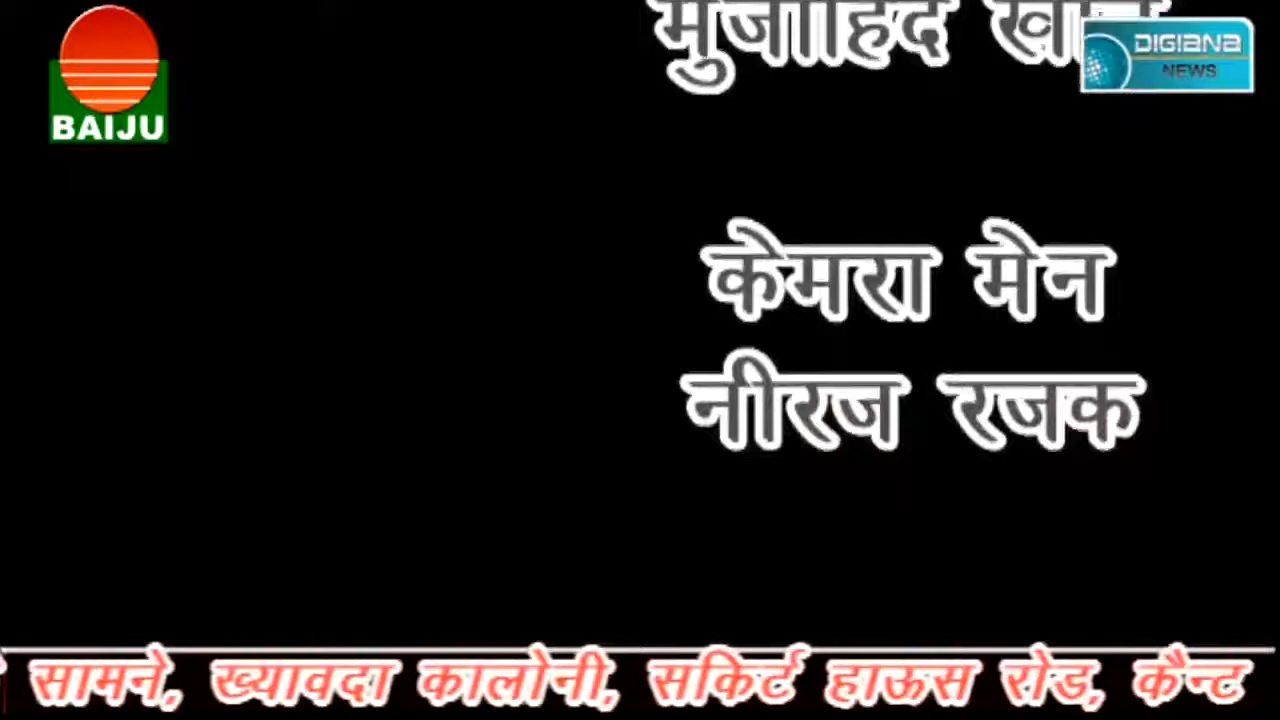 मुजाहिद खान
DIGIANA
NEWS
BAIJU
केमरा मेन
नीरज रजक
सामने, ख्यावदा कालोनी, सकिर्ट हाऊस रोड, कैन्ट